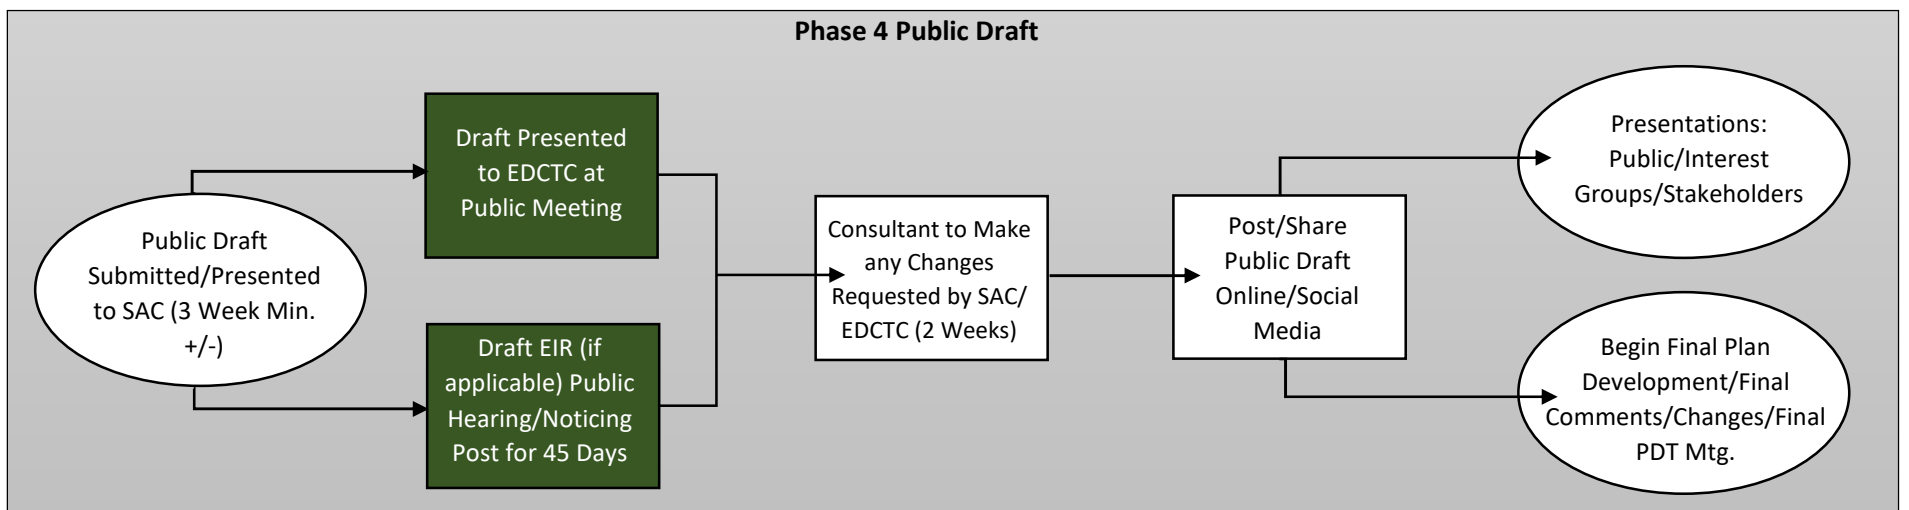 Phase 4 Public Draft
Public Draft
Submitted/Presented
to SAC (3 Week Min.
+/-)
Draft Presented
to EDCTC at
Public Meeting
Draft EIR (if
applicable) Public
Hearing/Noticing
Post for 45 Days
Consultant to Make
any Changes
Requested by SAC/
EDCTC (2 Weeks)
Post/Share
Public Draft
Online/Social
Media
Presentations:
Public/Interest
Groups/Stakeholders
Begin Final Plan
Development/Final
Comments/Changes/Final
PDT Mtg.